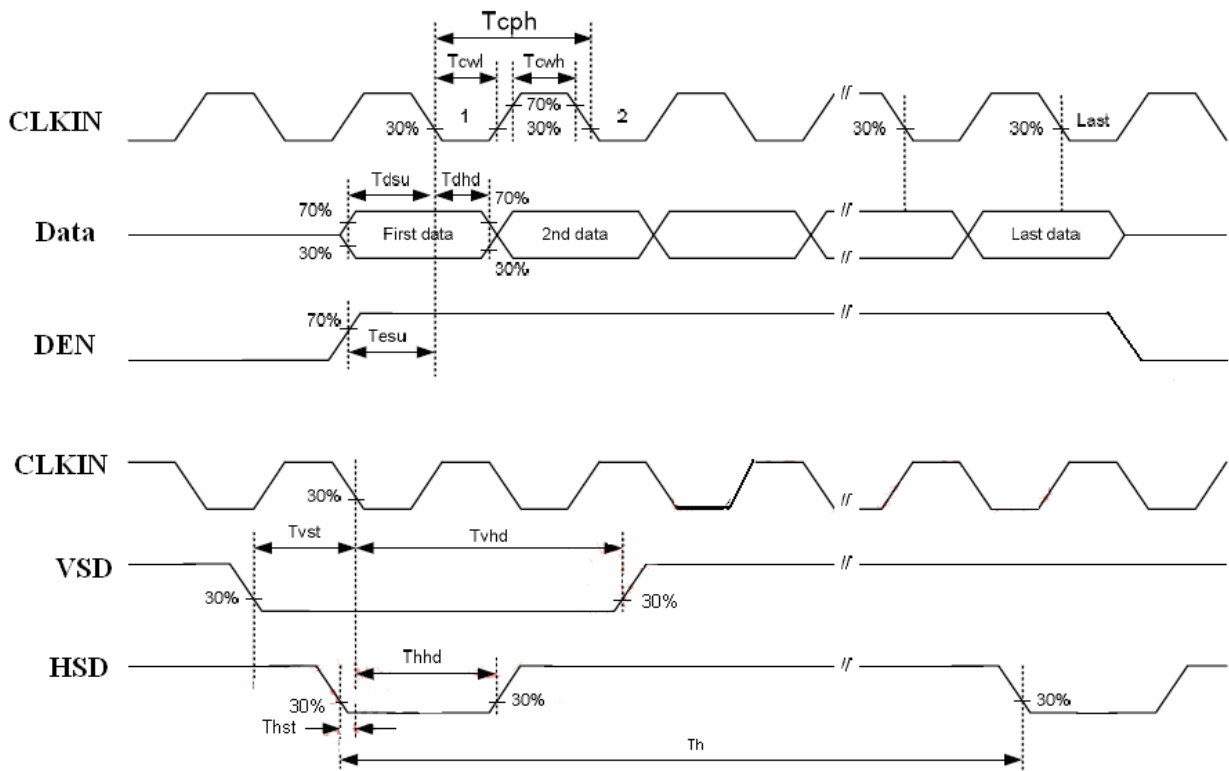 Tcph
Tcwl Tcwh
CLKIN 30% 1 70% 30% 2 30% 30% Last
Tdsu Tdhd
70% 70%
Data First data 2nd data Last data
30% 30%
70%
DEN Tesu
CLKIN
30%
Tvst Tvhd
VSD
30% 30%
HSD Thhd
30% 30% 30%
Thst
Th